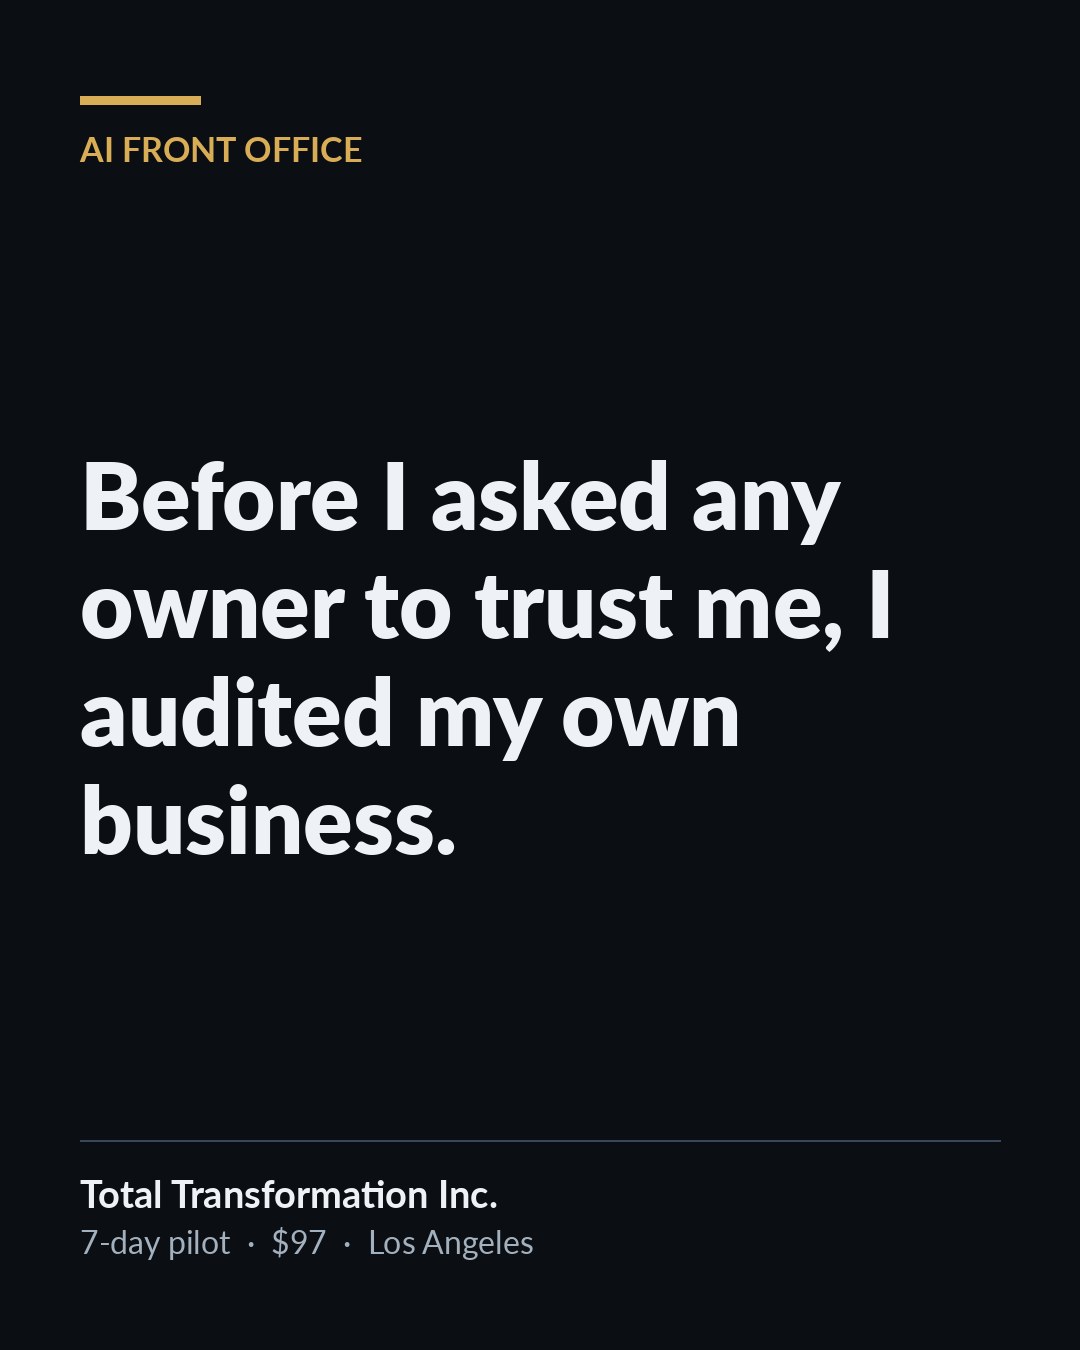 AI FRONT OFFICE
Before I asked any
owner to trust me, I
audited my own
business.
Total Transformation Inc.
7-day pilot · $97 · Los Angeles